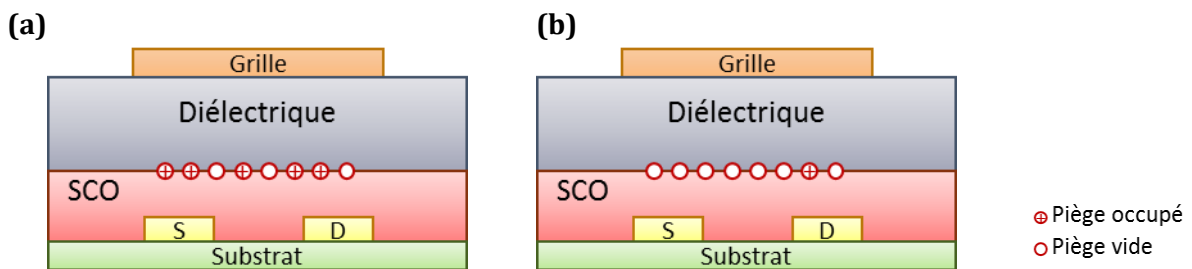 (a)
Grille
Diélectrique
SCO
S
D
Substrat
(b)
Grille
Diélectrique
SCO
S
D
Substrat
Piège occupé
Piège vide